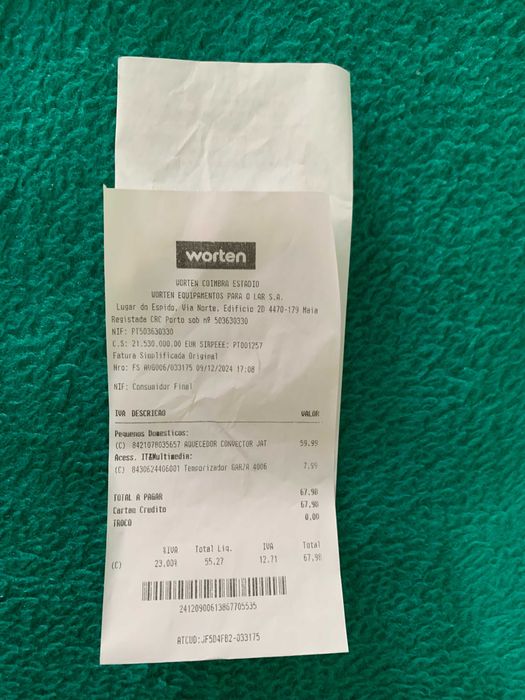 worten
WORTEN COIMBRA ESTADIO
WORTEN EQUIPAMENTOS PARA O LAR S.A.
Lugar do Espido, Via Norte, Edificio 2D 4470-179 Maia
Registada CRC Porto sob nº 503630330
NIF: PT503630330
C.S: 21.530.000.00 EUR SIRPEEE: PT001257
Fatura Simplificada Original
Nro: FS AVG006/033175 09/12/2024 17:08
NIF: Consumidor Final
IVA DESCRICAO VALOR
Pequenos Domesticos:
(C) 8421078035657 AQUECEDOR CONVECTOR JAT 59.99
Acess. IT&Multimedia:
(C) 8430624406001 Temporizador GARZA 4006 7.99
TOTAL A PAGAR 67.98
Cartao Credito 67.98
TROCO 0.00
%IVA Total Liq. IVA Total
(C) 23.00% 55.27 12.71 67.98
24120900613867705535
ATCUD:JF5D4FB2-033175